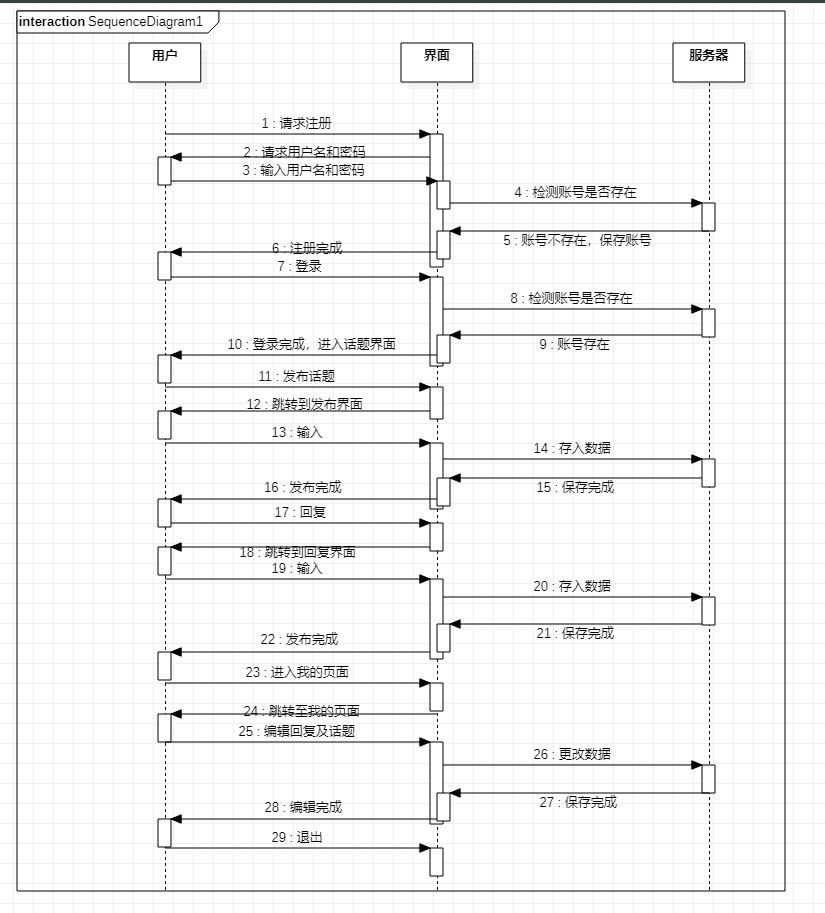 interaction SequenceDiagram1
用户
界面
服务器
1 : 请求注册
2 : 请求用户名和密码
3 : 输入用户名和密码
4 : 检测账号是否存在
5 : 账号不存在，保存账号
6 : 注册完成
7 : 登录
8 : 检测账号是否存在
9 : 账号存在
10 : 登录完成，进入话题界面
11 : 发布话题
12 : 跳转到发布界面
13 : 输入
14 : 存入数据
15 : 保存完成
16 : 发布完成
17 : 回复
18 : 跳转到回复界面
19 : 输入
20 : 存入数据
21 : 保存完成
22 : 发布完成
23 : 进入我的页面
24 : 跳转至我的页面
25 : 编辑回复及话题
26 : 更改数据
27 : 保存完成
28 : 编辑完成
29 : 退出